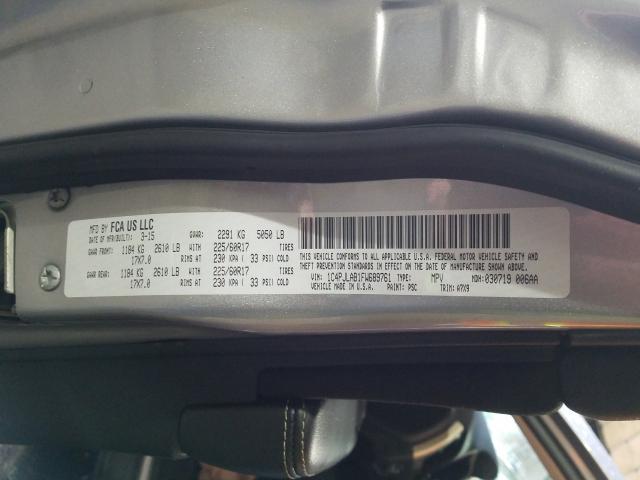 MFD BY FCA US LLC
DATE OF MFR(BUILT): 3-15 GVWR: 2291 KG 5050 LB
GAWR FRONT: 1184 KG 2610 LB WITH 225/60R17 TIRES
17X7.0 RIMS AT 230 KPA ( 33 PSI) COLD
GAWR REAR: 1184 KG 2610 LB WITH 225/60R17 TIRES
17X7.0 RIMS AT 230 KPA ( 33 PSI) COLD
THIS VEHICLE CONFORMS TO ALL APPLICABLE U.S.A. FEDERAL MOTOR VEHICLE SAFETY
THEFT PREVENTION STANDARDS IN EFFECT ON THE DATE OF MANUFACTURE SHOWN ABOVE.
VIN: 1C4PJLAB1FW689761 TYPE: MPV MDH: 030719 006AA
VEHICLE MADE IN U.S.A. PAINT: PSC TRIM: A7X9